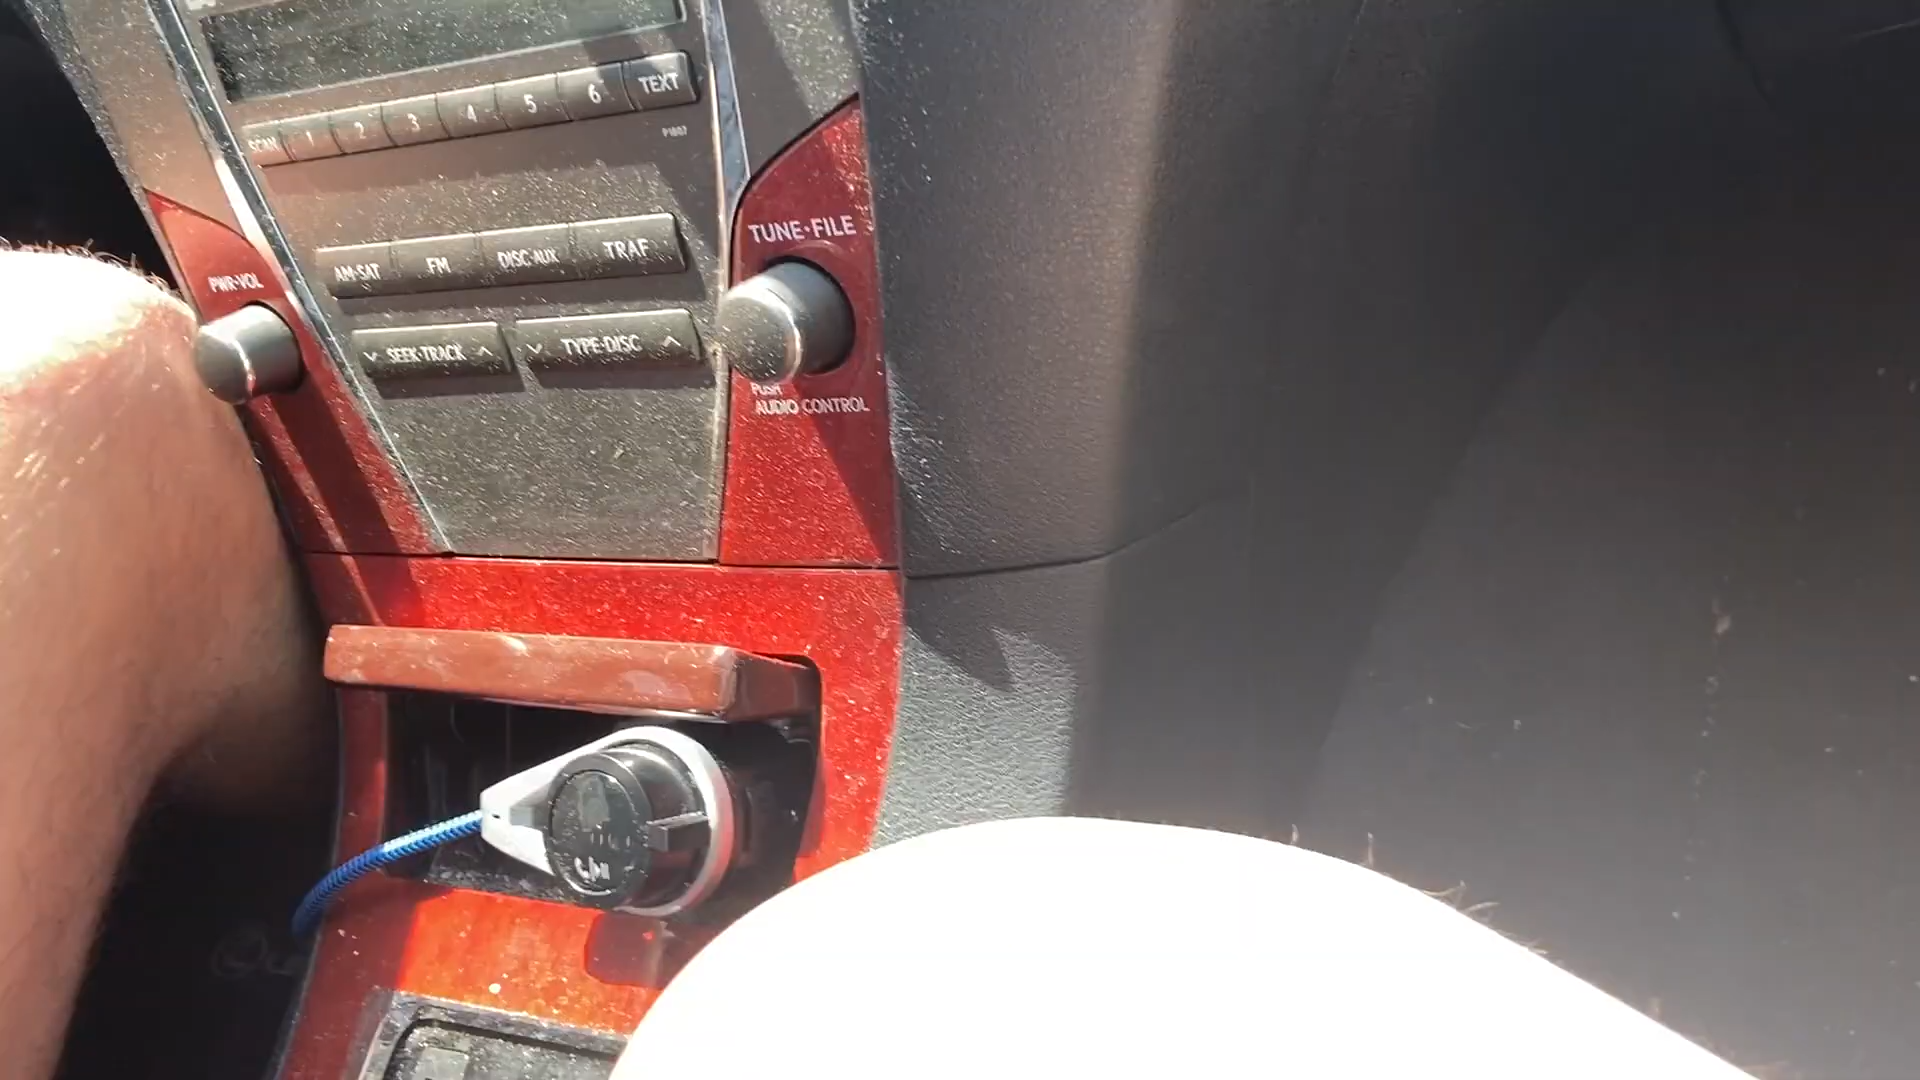 SCAN 1 2 3 4 5 6 TEXT
P1807
TUNE•FILE
AM•SAT FM DISC•AUX TRAF
PWR•VOL
SEEK•TRACK TYPE•DISC
PUSH
AUDIO CONTROL